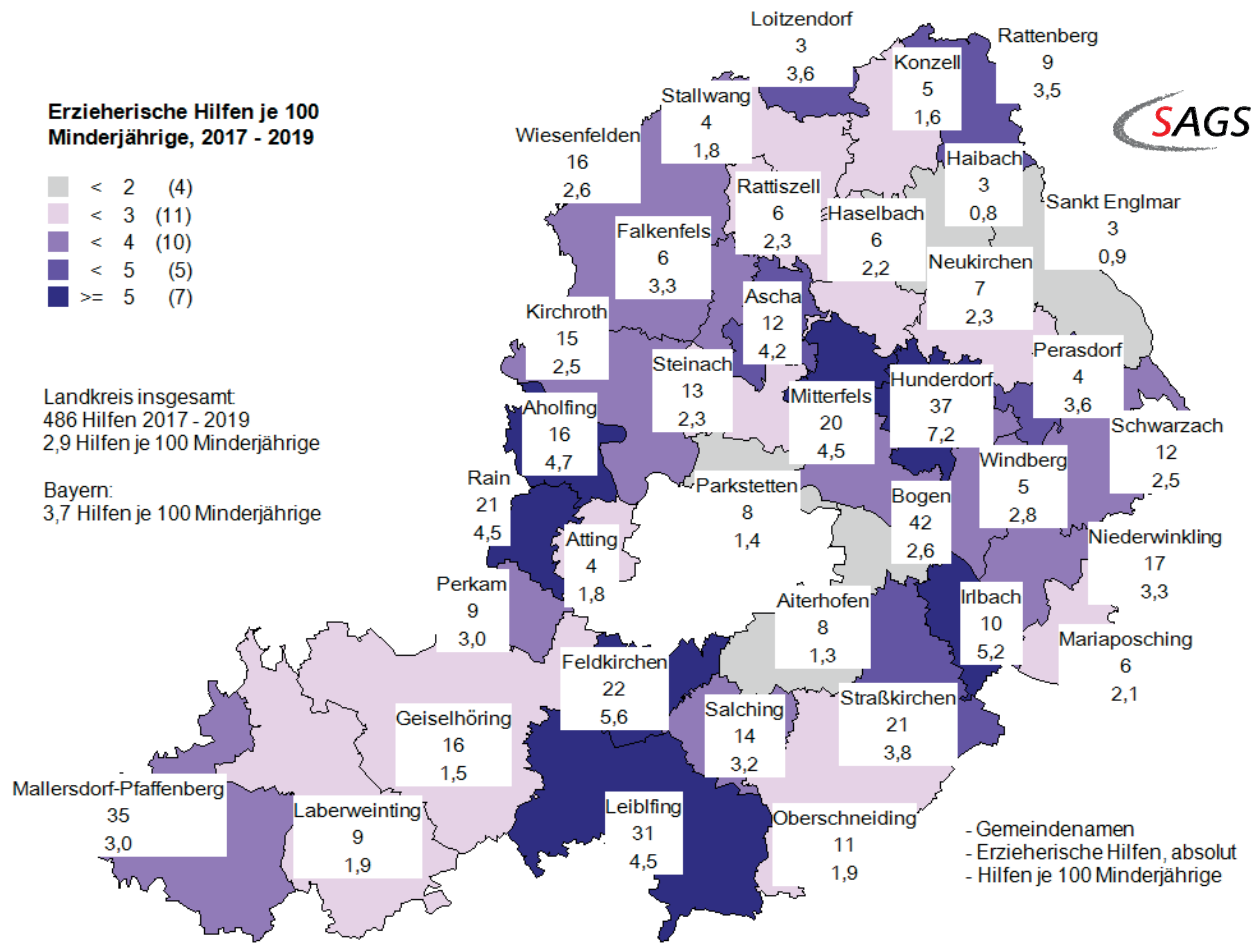 Erzieherische Hilfen je 100
Minderjährige, 2017 - 2019
< 2 (4)
< 3 (11)
< 4 (10)
< 5 (5)
>= 5 (7)
Landkreis insgesamt:
486 Hilfen 2017 - 2019
2,9 Hilfen je 100 Minderjährige
Bayern:
3,7 Hilfen je 100 Minderjährige
SAGS
Loitzendorf
3
3,6
Rattenberg
9
3,5
Konzell
5
1,6
Stallwang
4
1,8
Wiesenfelden
16
2,6
Haibach
3
0,8
Rattiszell
6
2,3
Sankt Englmar
3
0,9
Haselbach
6
2,2
Falkenfels
6
3,3
Neukirchen
7
2,3
Ascha
12
4,2
Kirchroth
15
2,5
Perasdorf
4
3,6
Steinach
13
2,3
Hunderdorf
37
7,2
Mitterfels
20
4,5
Aholfing
16
4,7
Schwarzach
12
2,5
Windberg
5
2,8
Rain
21
4,5
Parkstetten
8
1,4
Bogen
42
2,6
Atting
4
1,8
Niederwinkling
17
3,3
Perkam
9
3,0
Aiterhofen
8
1,3
Irlbach
10
5,2
Mariaposching
6
2,1
Feldkirchen
22
5,6
Straßkirchen
21
3,8
Geiselhöring
16
1,5
Salching
14
3,2
Mallersdorf-Pfaffenberg
35
3,0
Laberweinting
9
1,9
Leiblfing
31
4,5
Oberschneiding
11
1,9
- Gemeindenamen
- Erzieherische Hilfen, absolut
- Hilfen je 100 Minderjährige